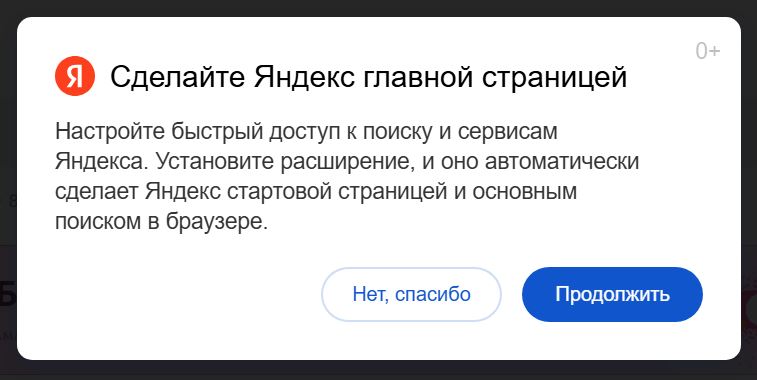 0+
Я Сделайте Яндекс главной страницей
Настройте быстрый доступ к поиску и сервисам
Яндекса. Установите расширение, и оно автоматически
сделает Яндекс стартовой страницей и основным
поиском в браузере.
Нет, спасибо
Продолжить